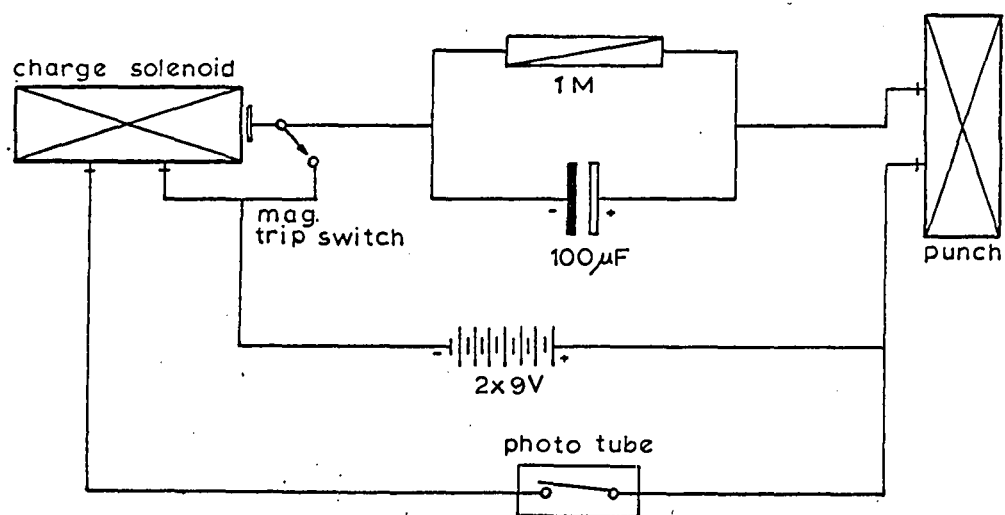 charge solenoid
1M
mag.
trip switch
- +
100µF
punch
- +
2x9V
photo tube